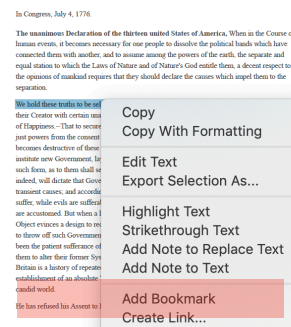 In Congress, July 4, 1776.
The unanimous Declaration of the thirteen united States of America, When in the Course o
human events, it becomes necessary for one people to dissolve the political bands which have
connected them with another, and to assume among the powers of the earth, the separate and
equal station to which the Laws of Nature and of Nature's God entitle them, a decent respect to
the opinions of mankind requires that they should declare the causes which impel them to the
separation.
We hold these truths to be sel
their Creator with certain una
of Happiness.--That to secure
just powers from the consent
becomes destructive of these
institute new Government, la
such form, as to them shall se
indeed, will dictate that Gove
transient causes; and accordin
suffer, while evils are sufferal
are accustomed. But when a l
Object evinces a design to rec
to throw off such Governmen
been the patient sufferance of
them to alter their former Sys
Britain is a history of repeate
establishment of an absolute
candid world.
He has refused his Assent to
Copy
Copy With Formatting
Edit Text
Export Selection As...
Highlight Text
Strikethrough Text
Add Note to Replace Text
Add Note to Text
Add Bookmark
Create Link...